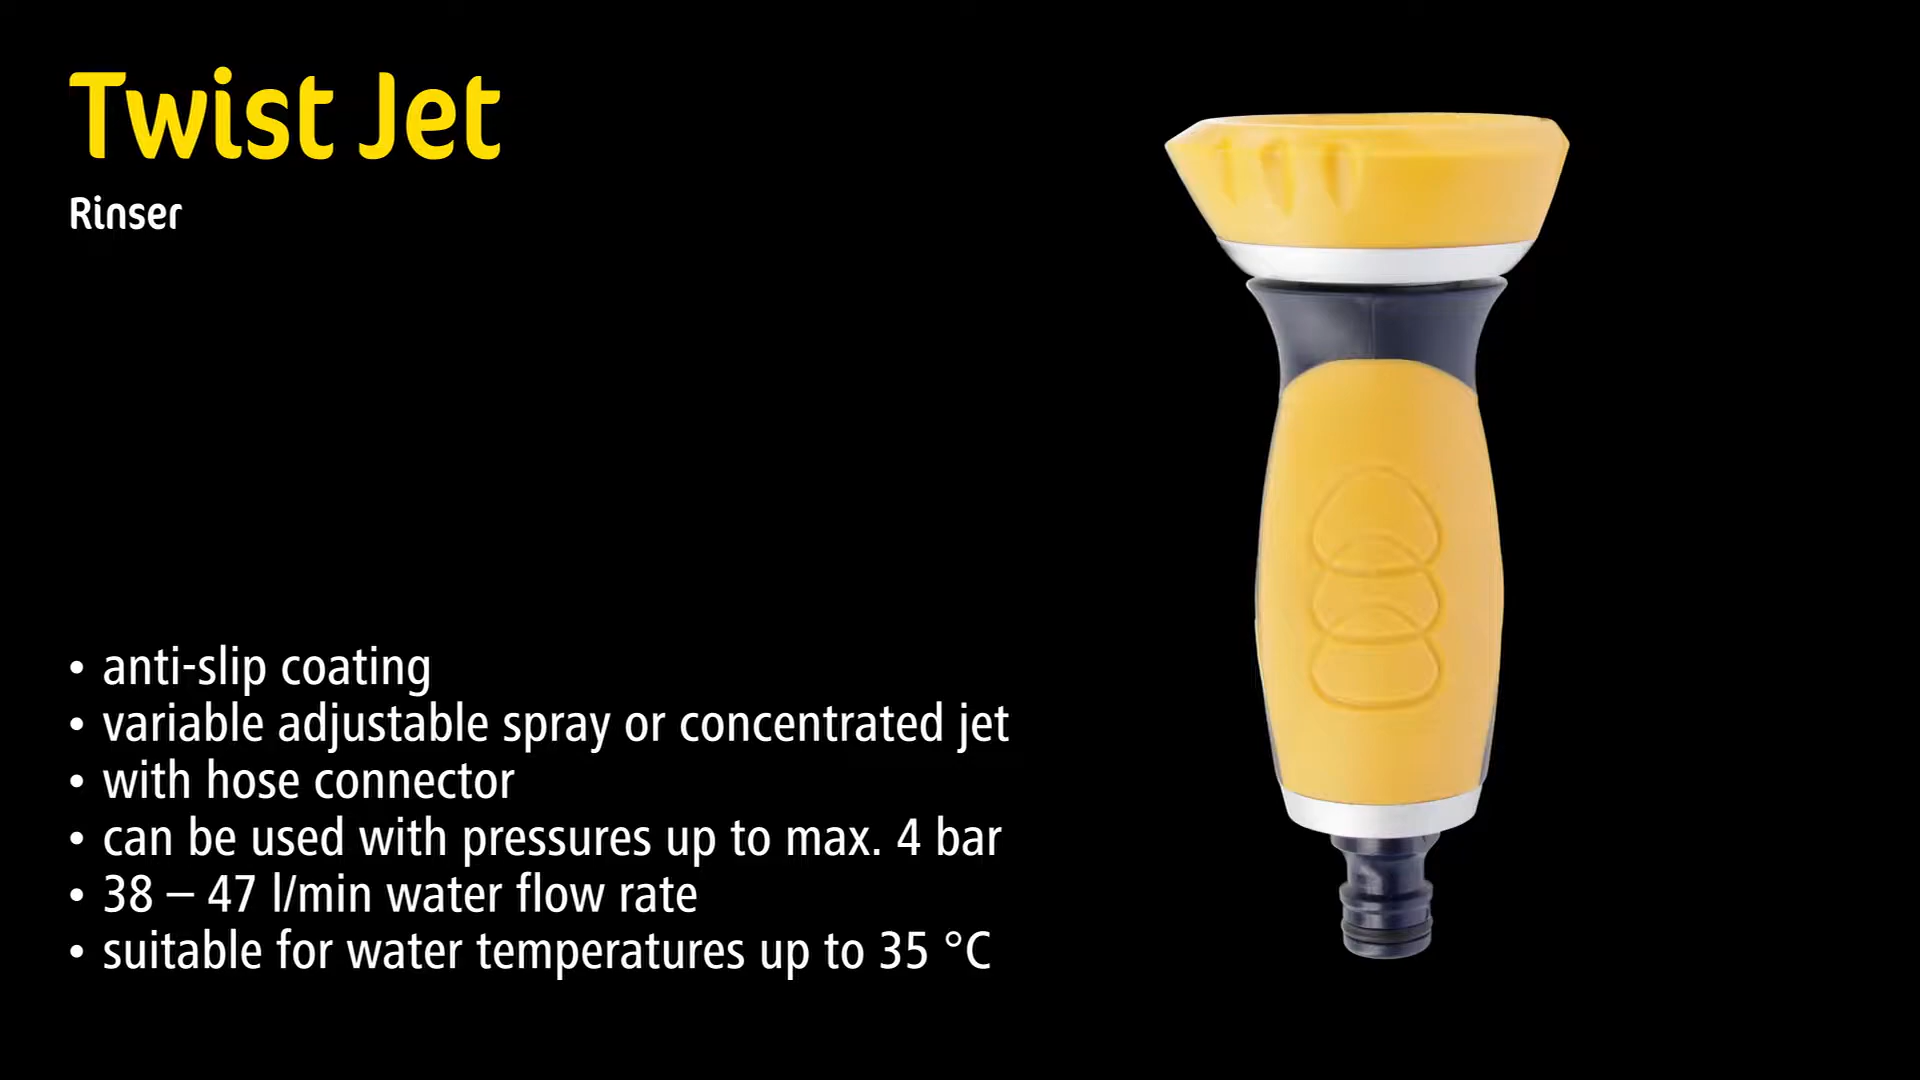 Twist Jet
Rinser
• anti-slip coating
• variable adjustable spray or concentrated jet
• with hose connector
• can be used with pressures up to max. 4 bar
• 38 – 47 l/min water flow rate
• suitable for water temperatures up to 35 °C